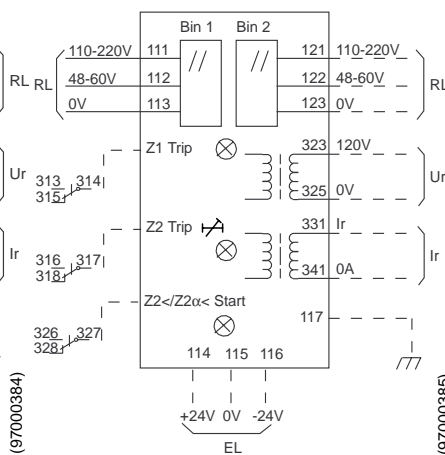 Bin 1 Bin 2
110-220V 111 121 110-220V
RL RL 48-60V 112 122 48-60V RL
0V 113 123 0V
Z1 Trip 323 120V
Ur 313 314 Ur
315 325 0V
Z2 Trip 331 Ir
Ir 316 317 Ir
318 341 0A
Z2</Z2α< Start 117
326 327
328
114 115 116
+24V 0V -24V
EL
(97000384)
(97000385)